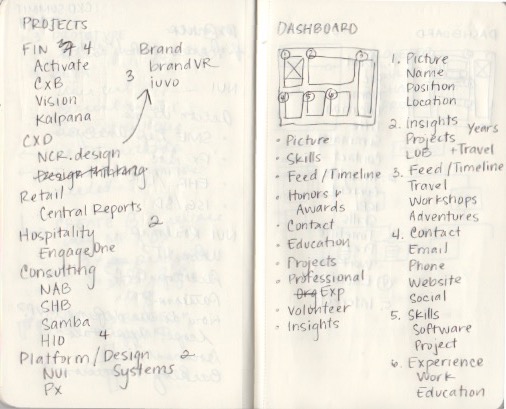 PROJECTS
FIN 4
Activate
CxB
Vision
Kalpana
CXD
NCR.design
Design thinking
Retail
Central Reports
Hospitality 2
Engage/One
Consulting
NAB
SHB
Samba
HIO 4
Platform/Design 2
NUI Systems
Px
Brand
brandVR
3 iuvo
DASHBOARD
1 2 3
4 5 6
• Picture
• Skills
• Feed/Timeline
• Honors +
Awards
• Contact
• Education
• Projects
• Professional
Org Exp
• Volunteer
• Insights
1. Picture
Name
Position
Location
2. Insights
Projects Years
LOB + Travel
3. Feed/Timeline
Travel
Workshops
Adventures
4. Contact
Email
Phone
Website
Social
5. Skills
Software
Project
6. Experience
Work
Education